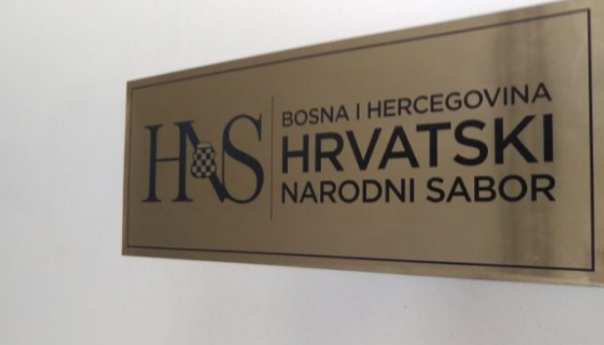 HNS
BOSNA I HERCEGOVINA
HRVATSKI
NARODNI SABOR